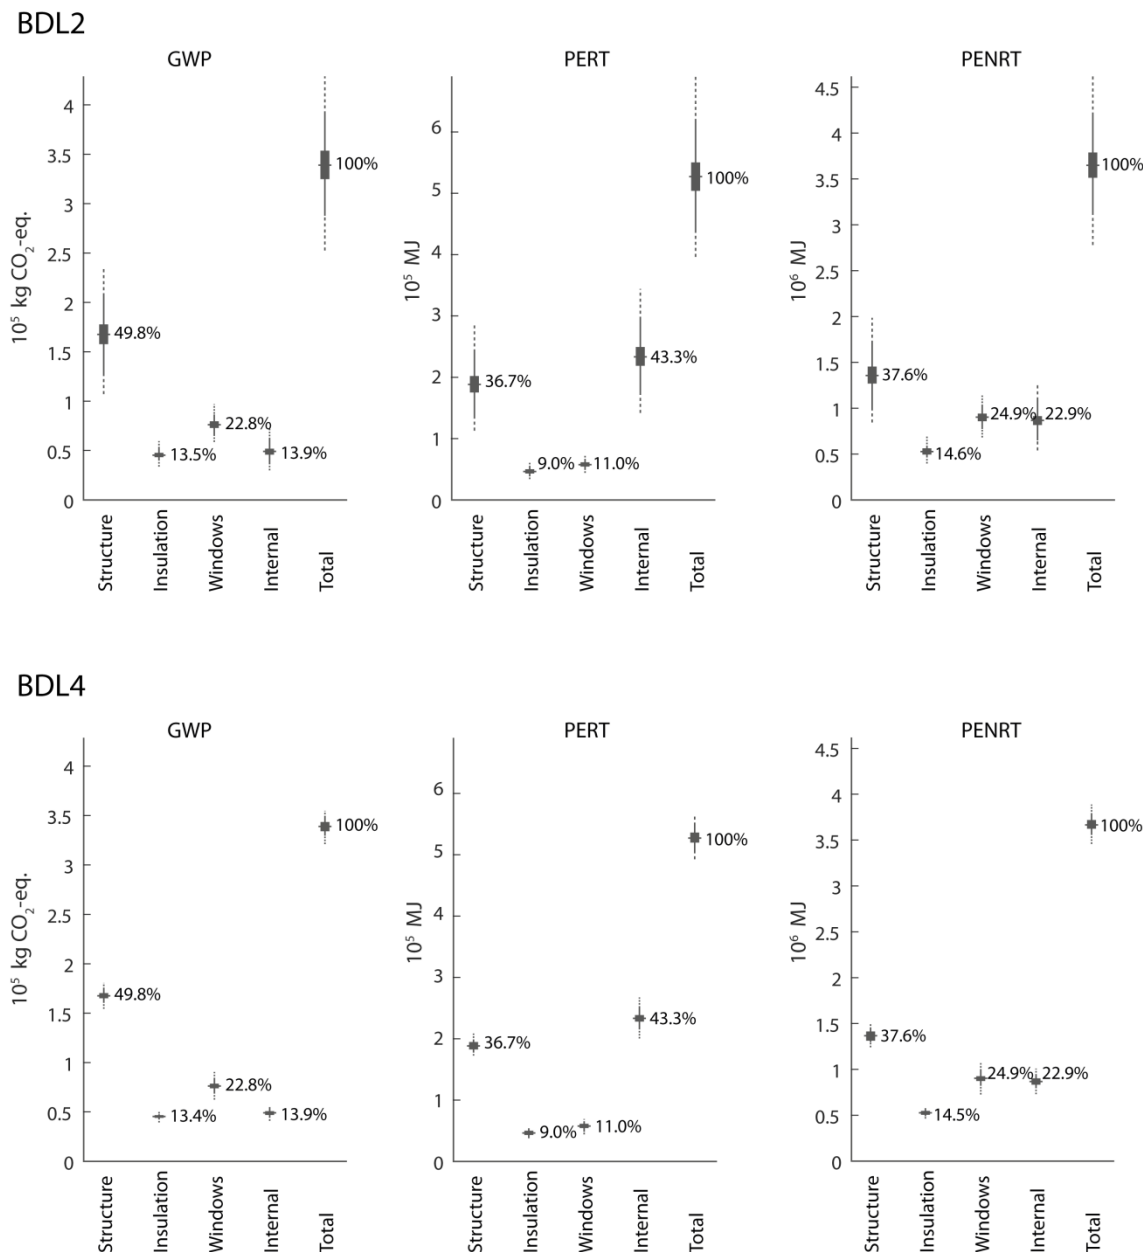 BDL2
GWP
PERT
PENRT
10⁵ kg CO₂-eq.
4
3.5
3
2.5
2
1.5
1
0.5
0
49.8%
13.5%
22.8%
13.9%
100%
Structure
Insulation
Windows
Internal
Total
10⁵ MJ
6
5
4
3
2
1
0
36.7%
9.0%
11.0%
43.3%
100%
Structure
Insulation
Windows
Internal
Total
10⁶ MJ
4.5
4
3.5
3
2.5
2
1.5
1
0.5
0
37.6%
14.6%
24.9%
22.9%
100%
Structure
Insulation
Windows
Internal
Total
BDL4
GWP
PERT
PENRT
10⁵ kg CO₂-eq.
4
3.5
3
2.5
2
1.5
1
0.5
0
49.8%
13.4%
22.8%
13.9%
100%
Structure
Insulation
Windows
Internal
Total
10⁵ MJ
6
5
4
3
2
1
0
36.7%
9.0%
11.0%
43.3%
100%
Structure
Insulation
Windows
Internal
Total
10⁶ MJ
4.5
4
3.5
3
2.5
2
1.5
1
0.5
0
37.6%
14.5%
24.9%
22.9%
100%
Structure
Insulation
Windows
Internal
Total